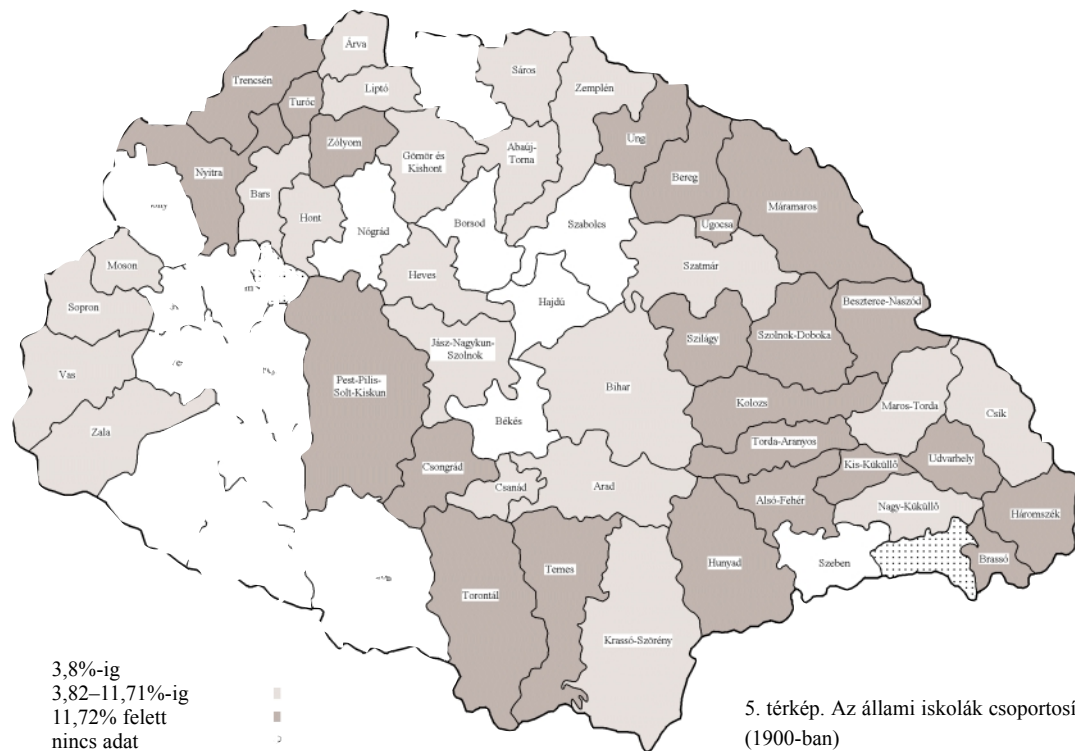 Árva
Trencsén
Sáros
Liptó
Zemplén
Turóc
Ung
Zólyom
Abaúj-
Torna
Gömör és
Kishont
Nyitra
Bereg
Bars
Máramaros
Hont
Borsod
Szabolcs
Ugocsa
Nógrád
Moson
Heves
Satmár
Sopron
Hajdú
Beszterce-Naszód
Szilágy
Szolnok-Doboka
Jász-Nagykun-
Szolnok
Vas
Pest-Pilis-
Solt-Kiskun
Bihar
Kolozs
Maros-Torda
Csik
Békés
Zala
Torda-Aranyos
Udvarhely
Csongrád
Kis-Küküllő
Csanád
Arad
Alsó-Fehér
Nagy-Küküllő
Háromszék
Brassó
Hunyad
Szeben
Temes
Torontál
Krassó-Szörény
3,8%-ig
3,82–11,71%-ig
11,72% felett
nincs adat
5. térkép. Az állami iskolák csoportosí
(1900-ban)